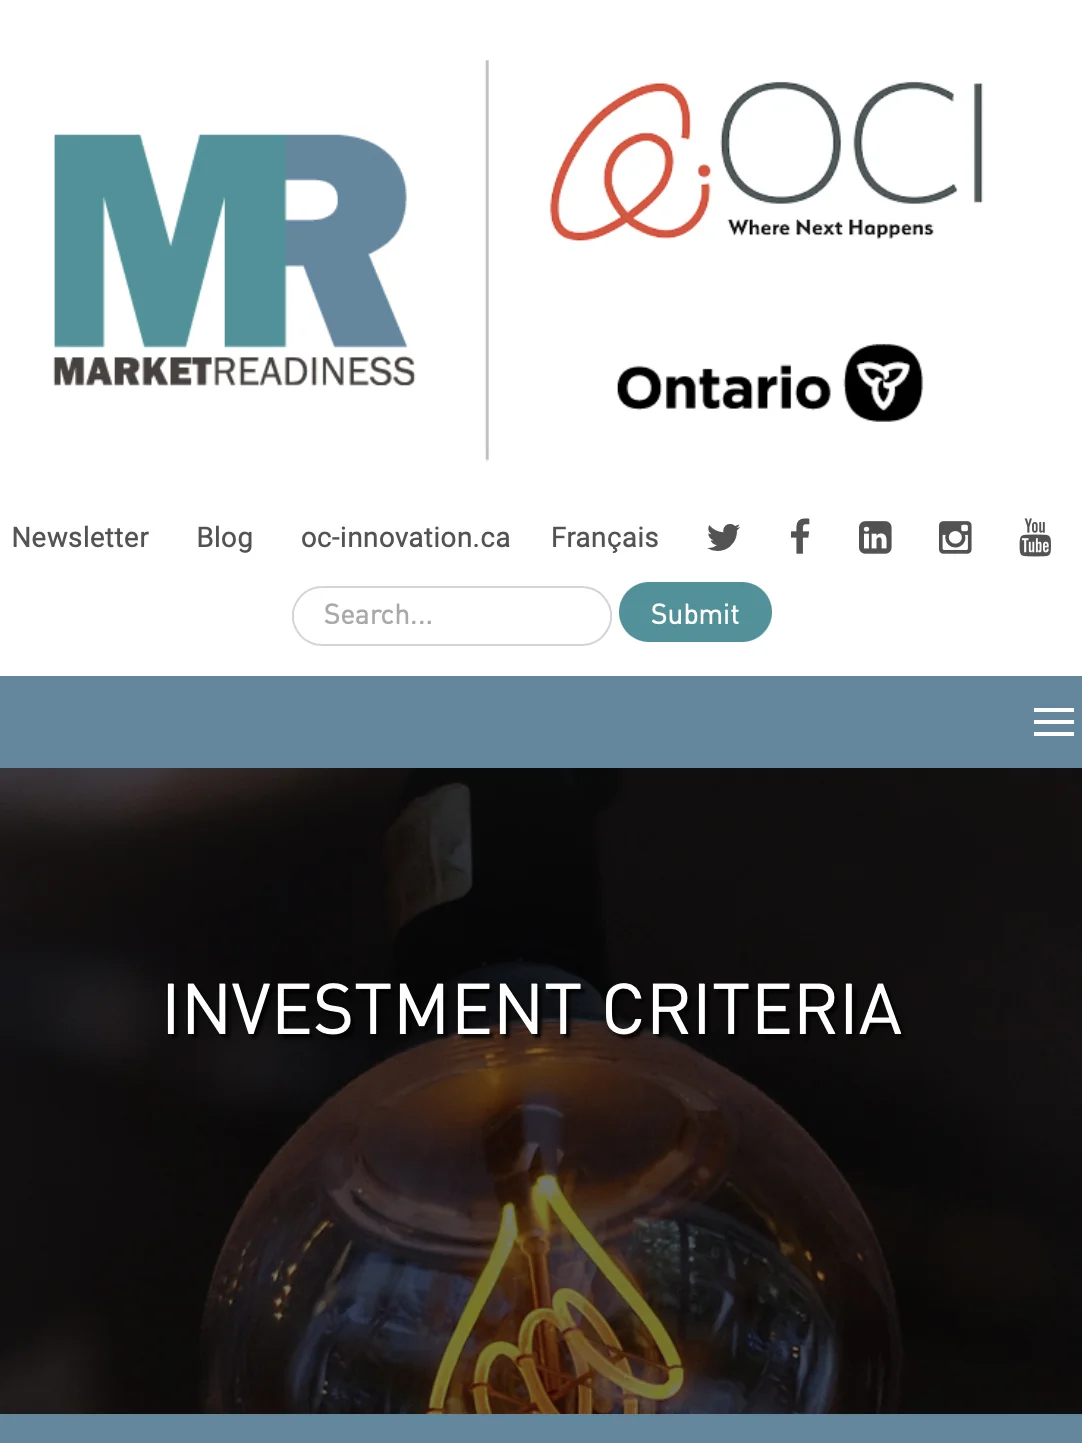 MR
MARKETREADINESS
OCI
Where Next Happens
Ontario
Newsletter Blog oc-innovation.ca Français You Tube
Search... Submit
INVESTMENT CRITERIA